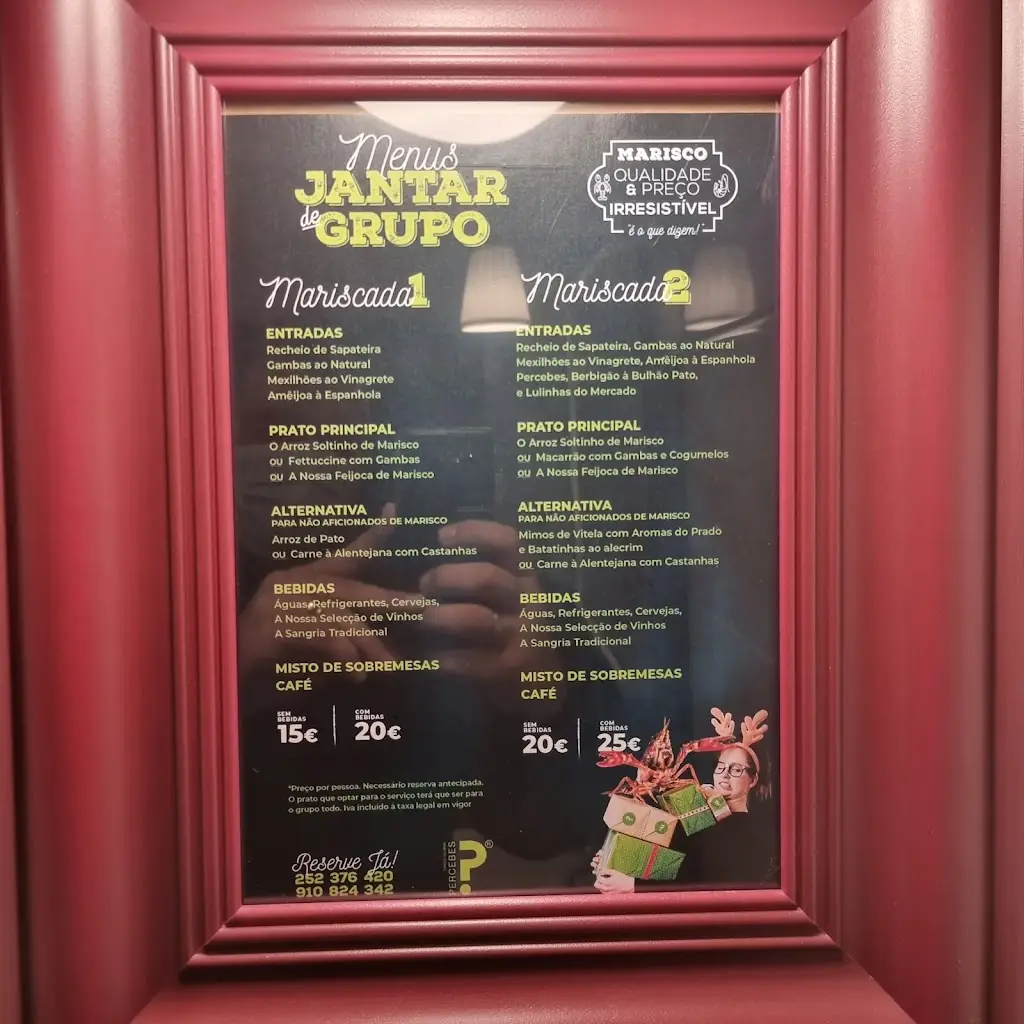 Menus
JANTAR
de GRUPO
MARISCO
QUALIDADE
& PREÇO
IRRESISTÍVEL
"é o que dizem!"
Mariscada 1
ENTRADAS
Recheio de Sapateira
Gambas ao Natural
Mexilhões ao Vinagrete
Amêijoa à Espanhola
PRATO PRINCIPAL
O Arroz Soltinho de Marisco
ou Fettuccine com Gambas
ou A Nossa Feijoca de Marisco
ALTERNATIVA
PARA NÃO AFICIONADOS DE MARISCO
Arroz de Pato
ou Carne à Alentejana com Castanhas
BEBIDAS
Águas, Refrigerantes, Cervejas,
A Nossa Selecção de Vinhos
A Sangria Tradicional
MISTO DE SOBREMESAS
CAFÉ
SEM
BEBIDAS
15€
COM
BEBIDAS
20€
Mariscada 2
ENTRADAS
Recheio de Sapateira, Gambas ao Natural
Mexilhões ao Vinagrete, Amêijoa à Espanhola
Percebes, Berbigão à Bulhão Pato,
e Lulinhas do Mercado
PRATO PRINCIPAL
O Arroz Soltinho de Marisco
ou Macarrão com Gambas e Cogumelos
ou A Nossa Feijoca de Marisco
ALTERNATIVA
PARA NÃO AFICIONADOS DE MARISCO
Mimos de Vitela com Aromas do Prado
e Batatinhas ao alecrim
ou Carne à Alentejana com Castanhas
BEBIDAS
Águas, Refrigerantes, Cervejas,
A Nossa Selecção de Vinhos
A Sangria Tradicional
MISTO DE SOBREMESAS
CAFÉ
SEM
BEBIDAS
20€
COM
BEBIDAS
25€
*Preço por pessoa. Necessário reserva antecipada.
O prato que optar para o serviço terá que ser para
o grupo todo. Iva incluído à taxa legal em vigor
Reserve Já!
252 376 420
910 824 342
PERCEBES
?®